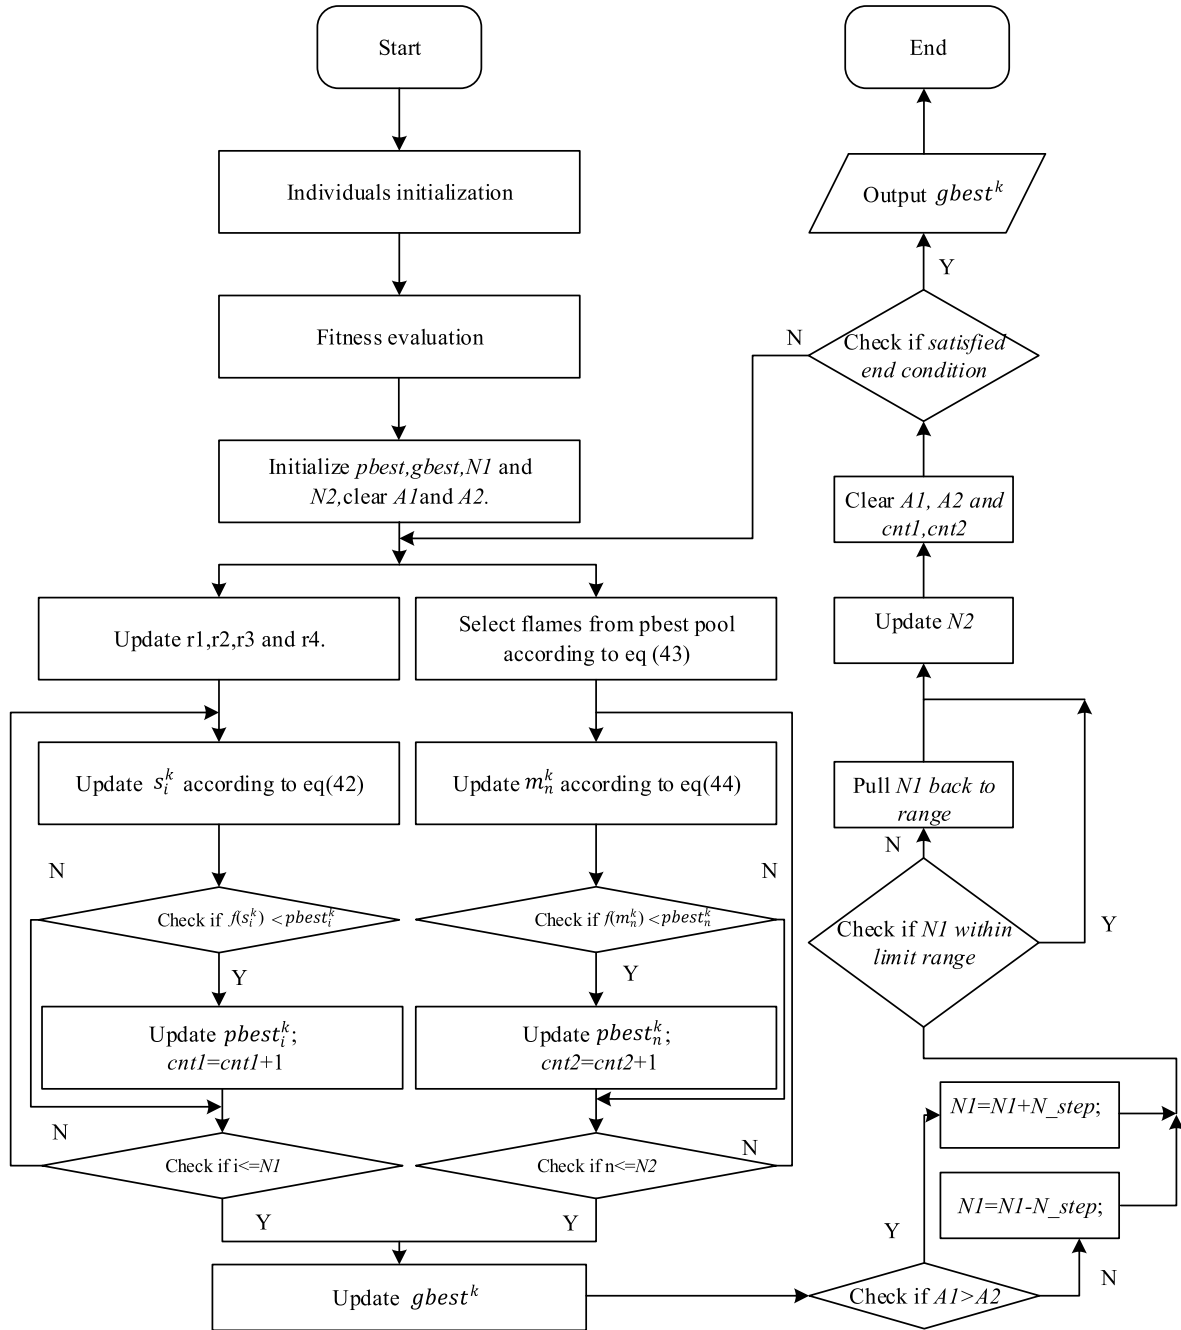 Start
Individuals initialization
Fitness evaluation
Initialize pbest,gbest,N1 and
N2,clear A1and A2.
Update r1,r2,r3 and r4.
Select flames from pbest pool
according to eq (43)
Update s_i^k according to eq(42)
Update m_n^k according to eq(44)
N
N
Check if f(s_i^k) <pbest_i^k
Check if f(m_n^k)<pbest_n^k
Y
Y
Update pbest_i^k;
cnt1=cnt1+1
Update pbest_n^k;
cnt2=cnt2+1
N
N
Check if i<=N1
Check if n<=N2
Y
Y
Update gbest^k
Check if A1>A2
Y
N
N1=N1+N_step;
N1=N1-N_step;
Check if N1 within
limit range
N
Y
Pull N1 back to
range
Update N2
Clear A1, A2 and
cnt1,cnt2
Check if satisfied
end condition
N
Y
Output gbest^k
End